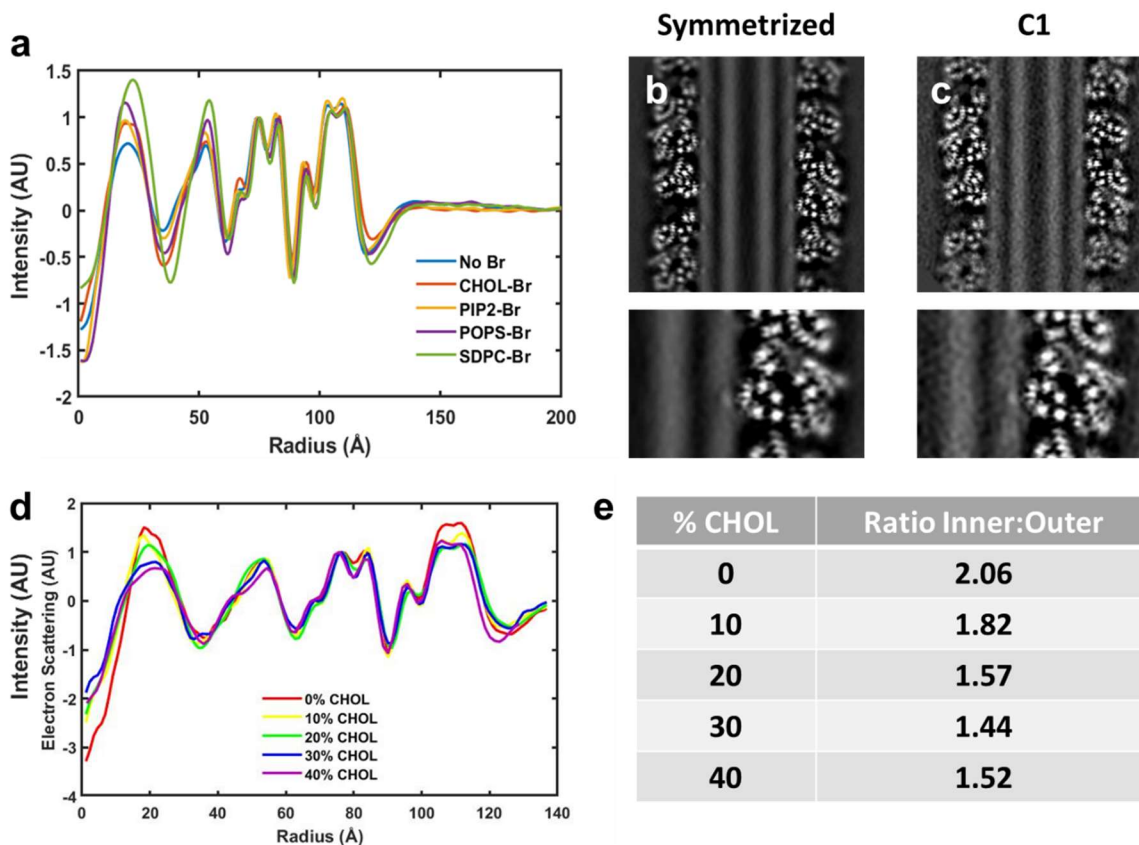 Symmetrized
C1
a
b
c
Intensity (AU)
1.5
1
0.5
0
-0.5
-1
-1.5
-2
No Br
CHOL-Br
PIP2-Br
POPS-Br
SDPC-Br
0
50
100
150
200
Radius (Å)
d
Intensity (AU)
Electron Scattering (AU)
2
1
0
-1
-2
-3
-4
0% CHOL
10% CHOL
20% CHOL
30% CHOL
40% CHOL
0
20
40
60
80
100
120
140
Radius (Å)
e
% CHOL Ratio Inner:Outer
0 2.06
10 1.82
20 1.57
30 1.44
40 1.52